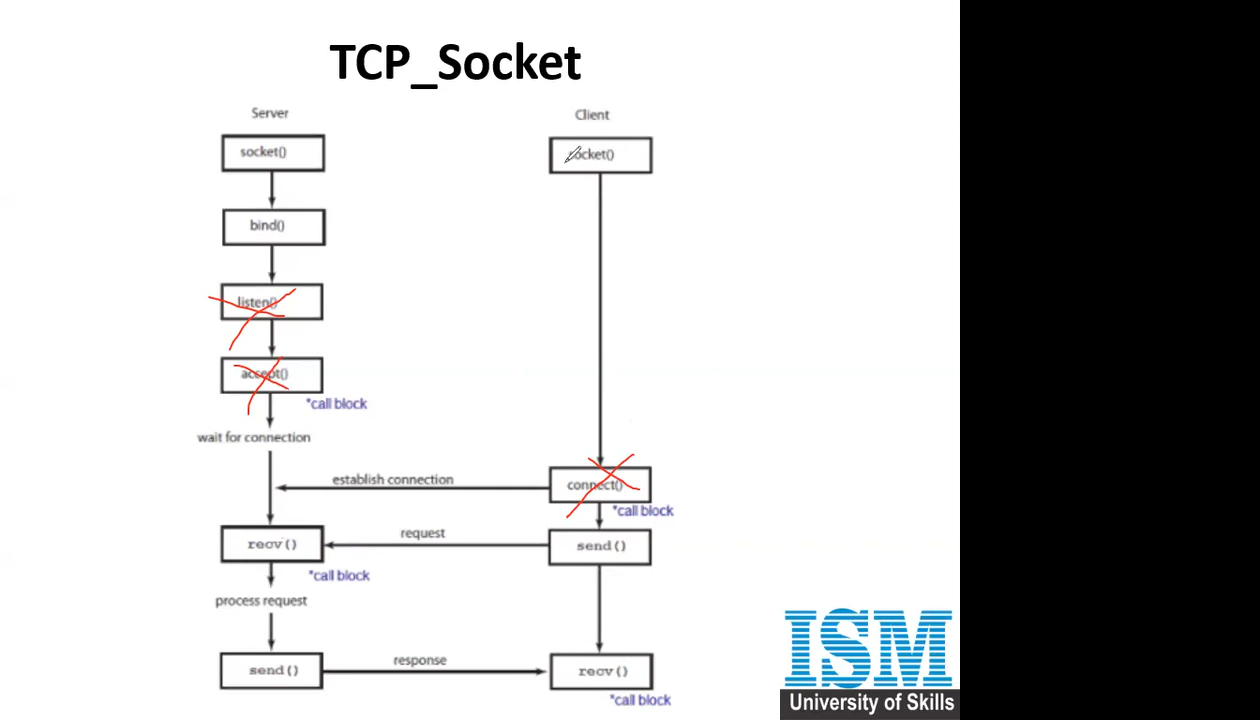 TCP_Socket
Server
Client
socket()
socket()
bind()
listen()
accept()
*call block
wait for connection
establish connection
connect()
*call block
recv()
request
send()
*call block
process request
send()
response
recv()
*call block
ISM
University of Skills